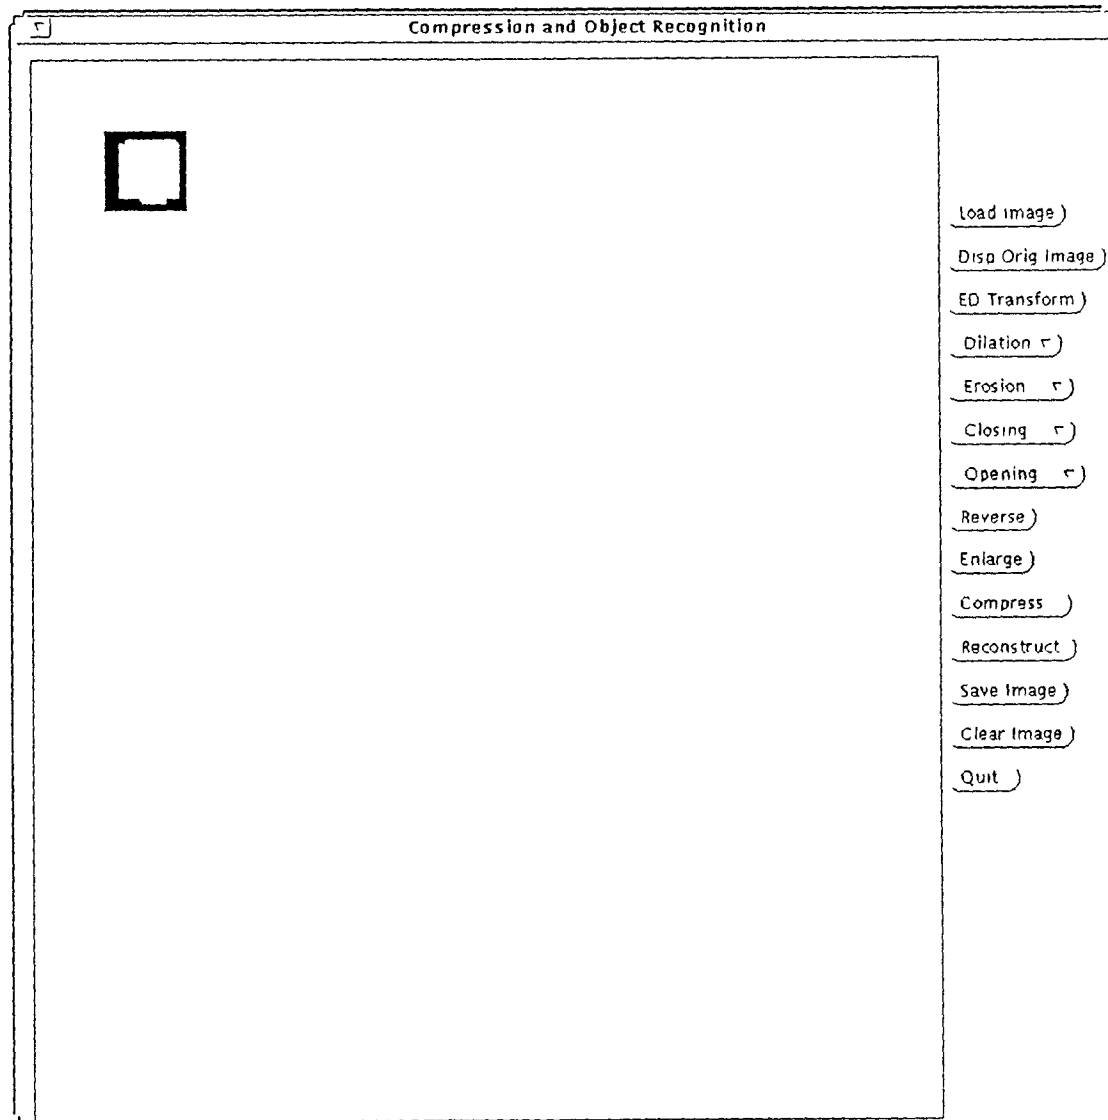 Compression and Object Recognition
Load Image
Disp Orig Image
ED Transform
Dilation
Erosion
Closing
Opening
Reverse
Enlarge
Compress
Reconstruct
Save Image
Clear Image
Quit